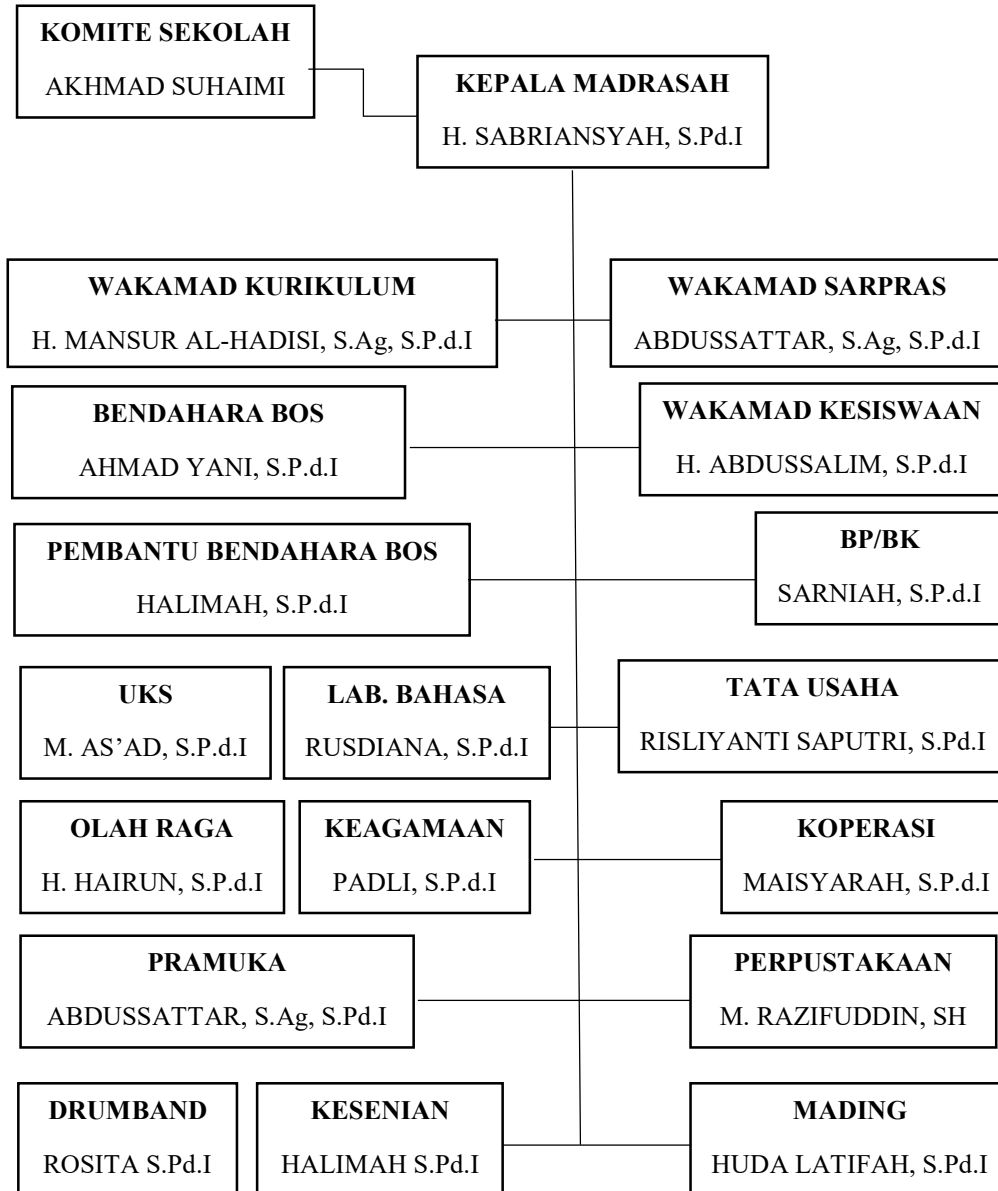 KOMITE SEKOLAH
AKHMAD SUHAIMI
KEPALA MADRASAH
H. SABRIANSYAH, S.Pd.I
WAKAMAD KURIKULUM
H. MANSUR AL-HADISI, S.Ag, S.P.d.I
WAKAMAD SARPRAS
ABDUSSATTAR, S.Ag, S.P.d.I
BENDAHARA BOS
AHMAD YANI, S.P.d.I
WAKAMAD KESISWAAN
H. ABDUSSALIM, S.P.d.I
PEMBANTU BENDAHARA BOS
HALIMAH, S.P.d.I
BP/BK
SARNIAH, S.P.d.I
UKS
M. AS’AD, S.P.d.I
LAB. BAHASA
RUSDIANA, S.P.d.I
TATA USAHA
RISLIYANTI SAPUTRI, S.Pd.I
OLAH RAGA
H. HAIRUN, S.P.d.I
KEAGAMAAN
PADLI, S.P.d.I
KOPERASI
MAISYARAH, S.P.d.I
PRAMUKA
ABDUSSATTAR, S.Ag, S.Pd.I
PERPUSTAKAAN
M. RAZIFUDDIN, SH
DRUMBAND
ROSITA S.Pd.I
KESENIAN
HALIMAH S.Pd.I
MADING
HUDA LATIFAH, S.Pd.I